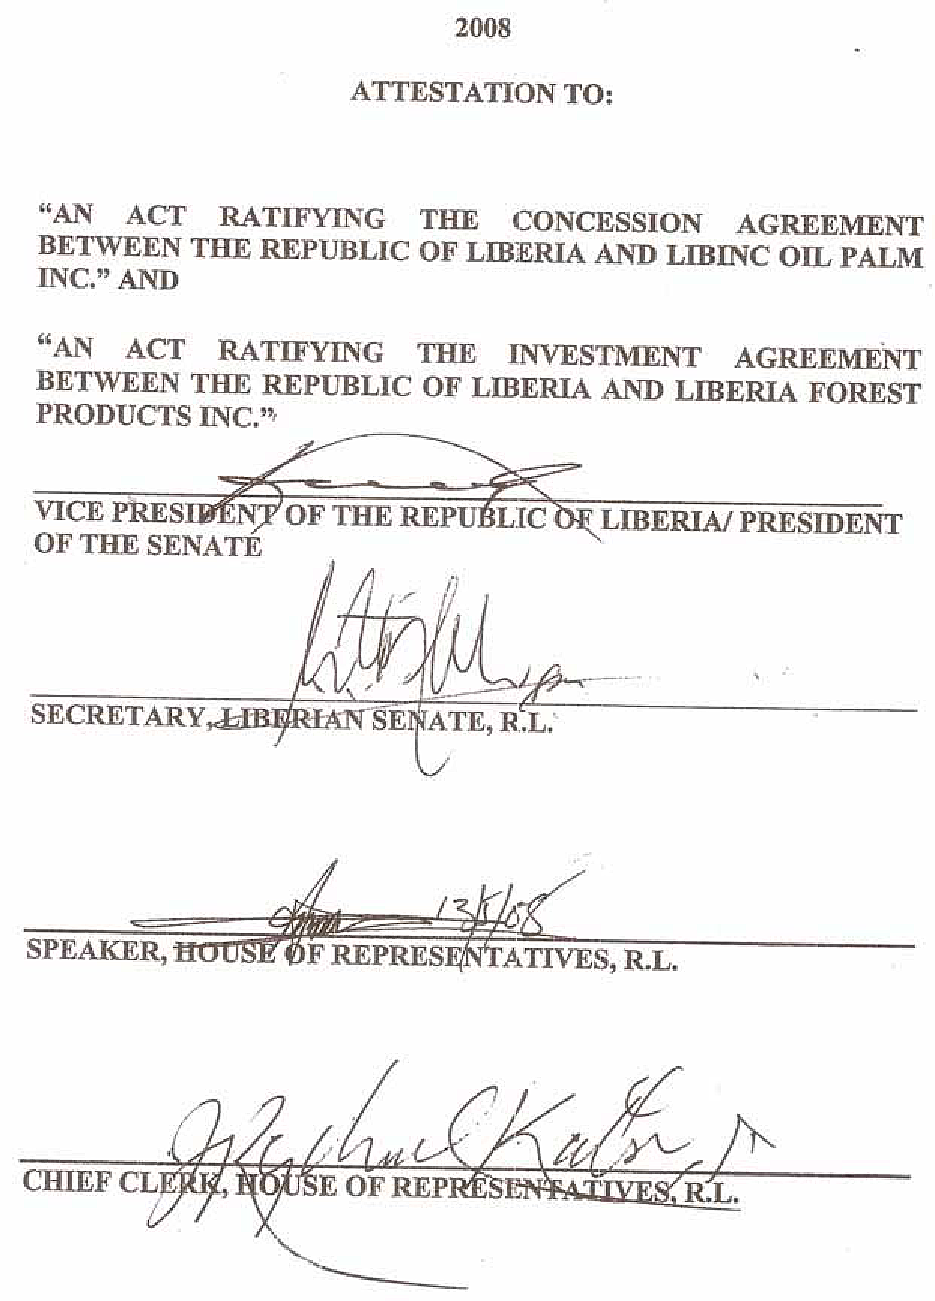 2008
ATTESTATION TO:
“AN ACT RATIFYING THE CONCESSION AGREEMENT
BETWEEN THE REPUBLIC OF LIBERIA AND LIBINC OIL PALM
INC.” AND
“AN ACT RATIFYING THE INVESTMENT AGREEMENT
BETWEEN THE REPUBLIC OF LIBERIA AND LIBERIA FOREST
PRODUCTS INC.”
VICE PRESIDENT OF THE REPUBLIC OF LIBERIA/ PRESIDENT
OF THE SENATE
SECRETARY, LIBERIAN SENATE, R.L.
13/5/08
SPEAKER, HOUSE OF REPRESENTATIVES, R.L.
CHIEF CLERK, HOUSE OF REPRESENTATIVES, R.L.